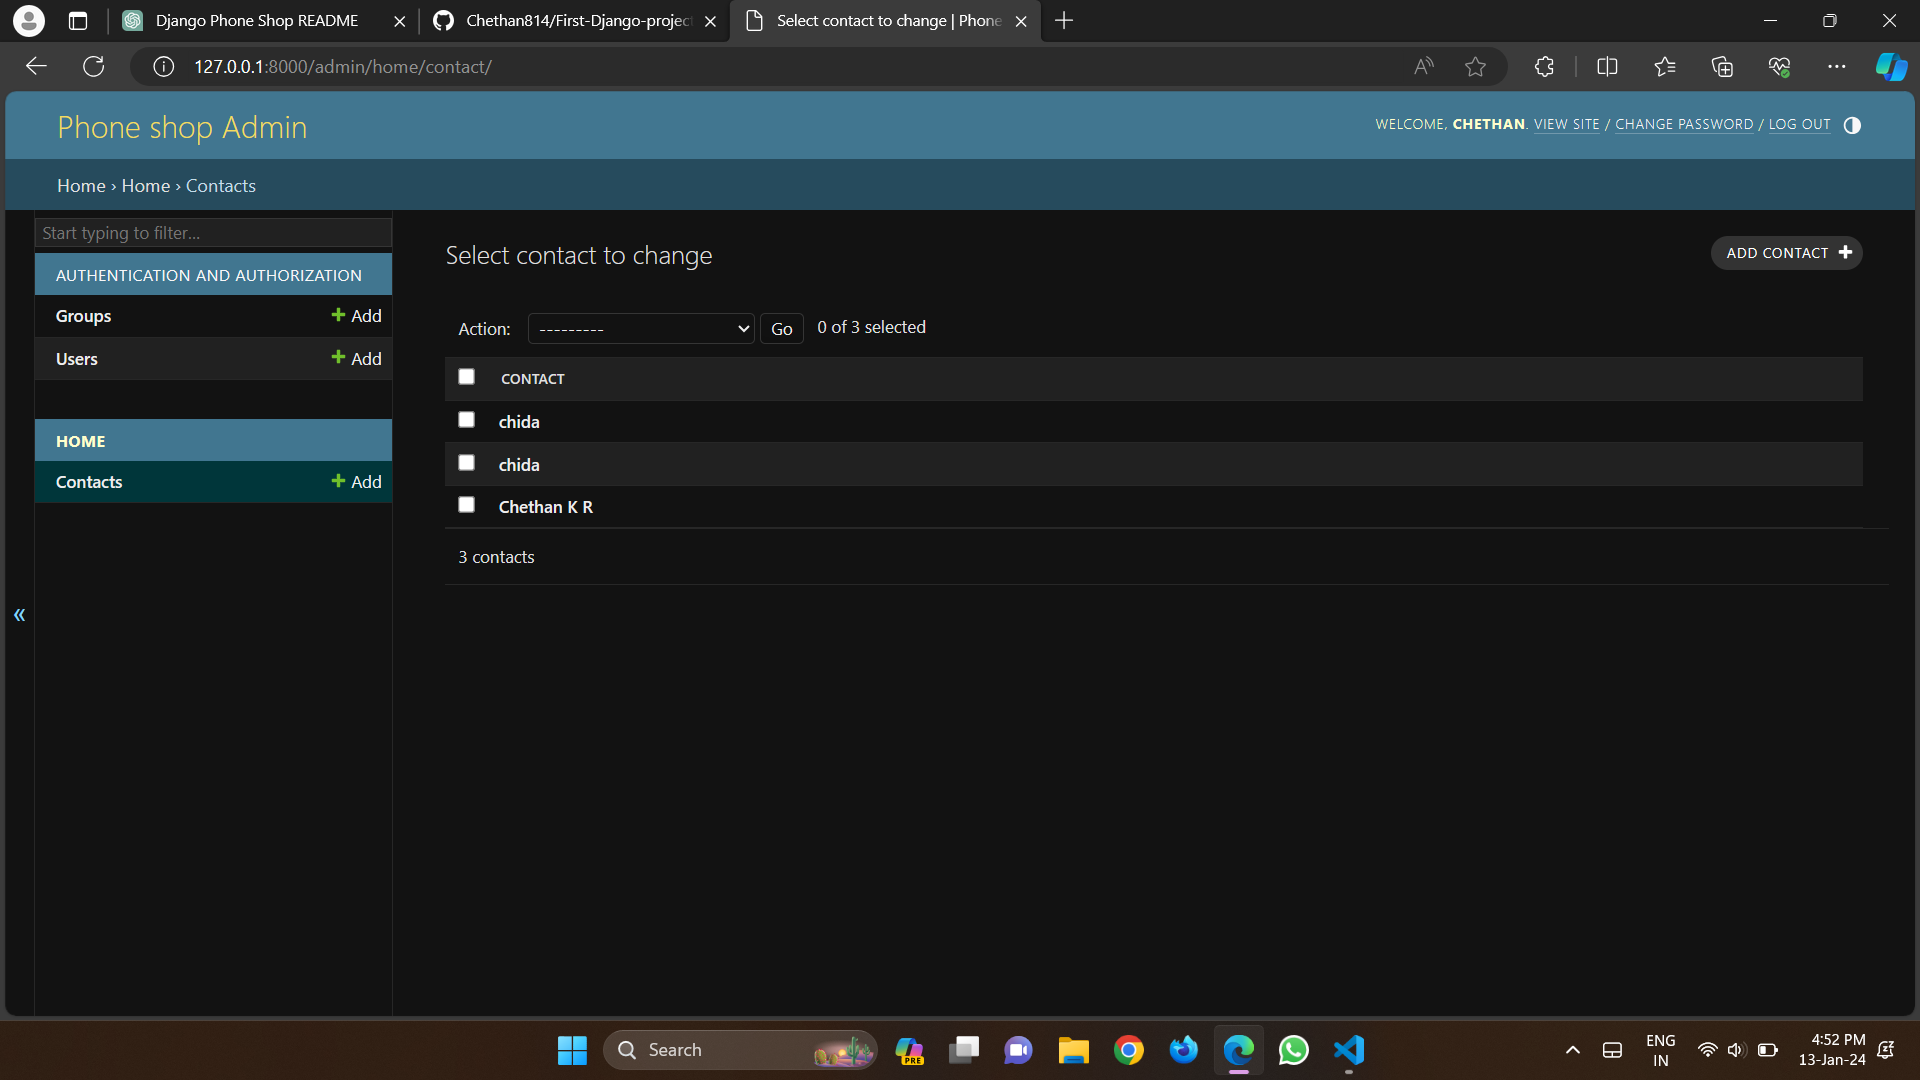 Django Phone Shop README
Chethan814/First-Django-project
Select contact to change | Phone
127.0.0.1:8000/admin/home/contact/
Phone shop Admin
WELCOME, CHETHAN. VIEW SITE / CHANGE PASSWORD / LOG OUT
Home › Home › Contacts
Start typing to filter...
AUTHENTICATION AND AUTHORIZATION
Groups + Add
Users + Add
HOME
Contacts + Add
«
Select contact to change
ADD CONTACT +
Action: --------- Go 0 of 3 selected
CONTACT
chida
chida
Chethan K R
3 contacts
Search
PRE
ENG
IN
4:52 PM
13-Jan-24